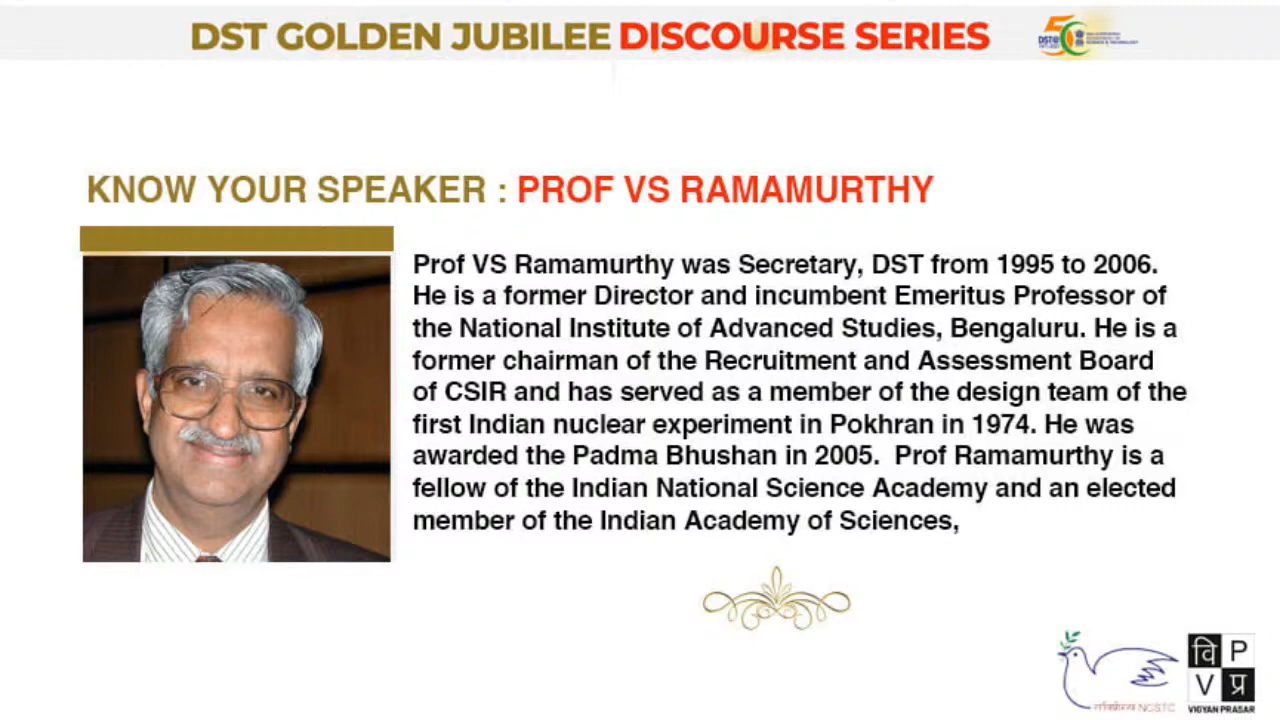 DST GOLDEN JUBILEE DISCOURSE SERIES
KNOW YOUR SPEAKER : PROF VS RAMAMURTHY
Prof VS Ramamurthy was Secretary, DST from 1995 to 2006.
He is a former Director and incumbent Emeritus Professor of
the National Institute of Advanced Studies, Bengaluru. He is a
former chairman of the Recruitment and Assessment Board
of CSIR and has served as a member of the design team of the
first Indian nuclear experiment in Pokhran in 1974. He was
awarded the Padma Bhushan in 2005.  Prof Ramamurthy is a
fellow of the Indian National Science Academy and an elected
member of the Indian Academy of Sciences,
NCSTC
वि P
V प्र
VIGYAN PRASAR